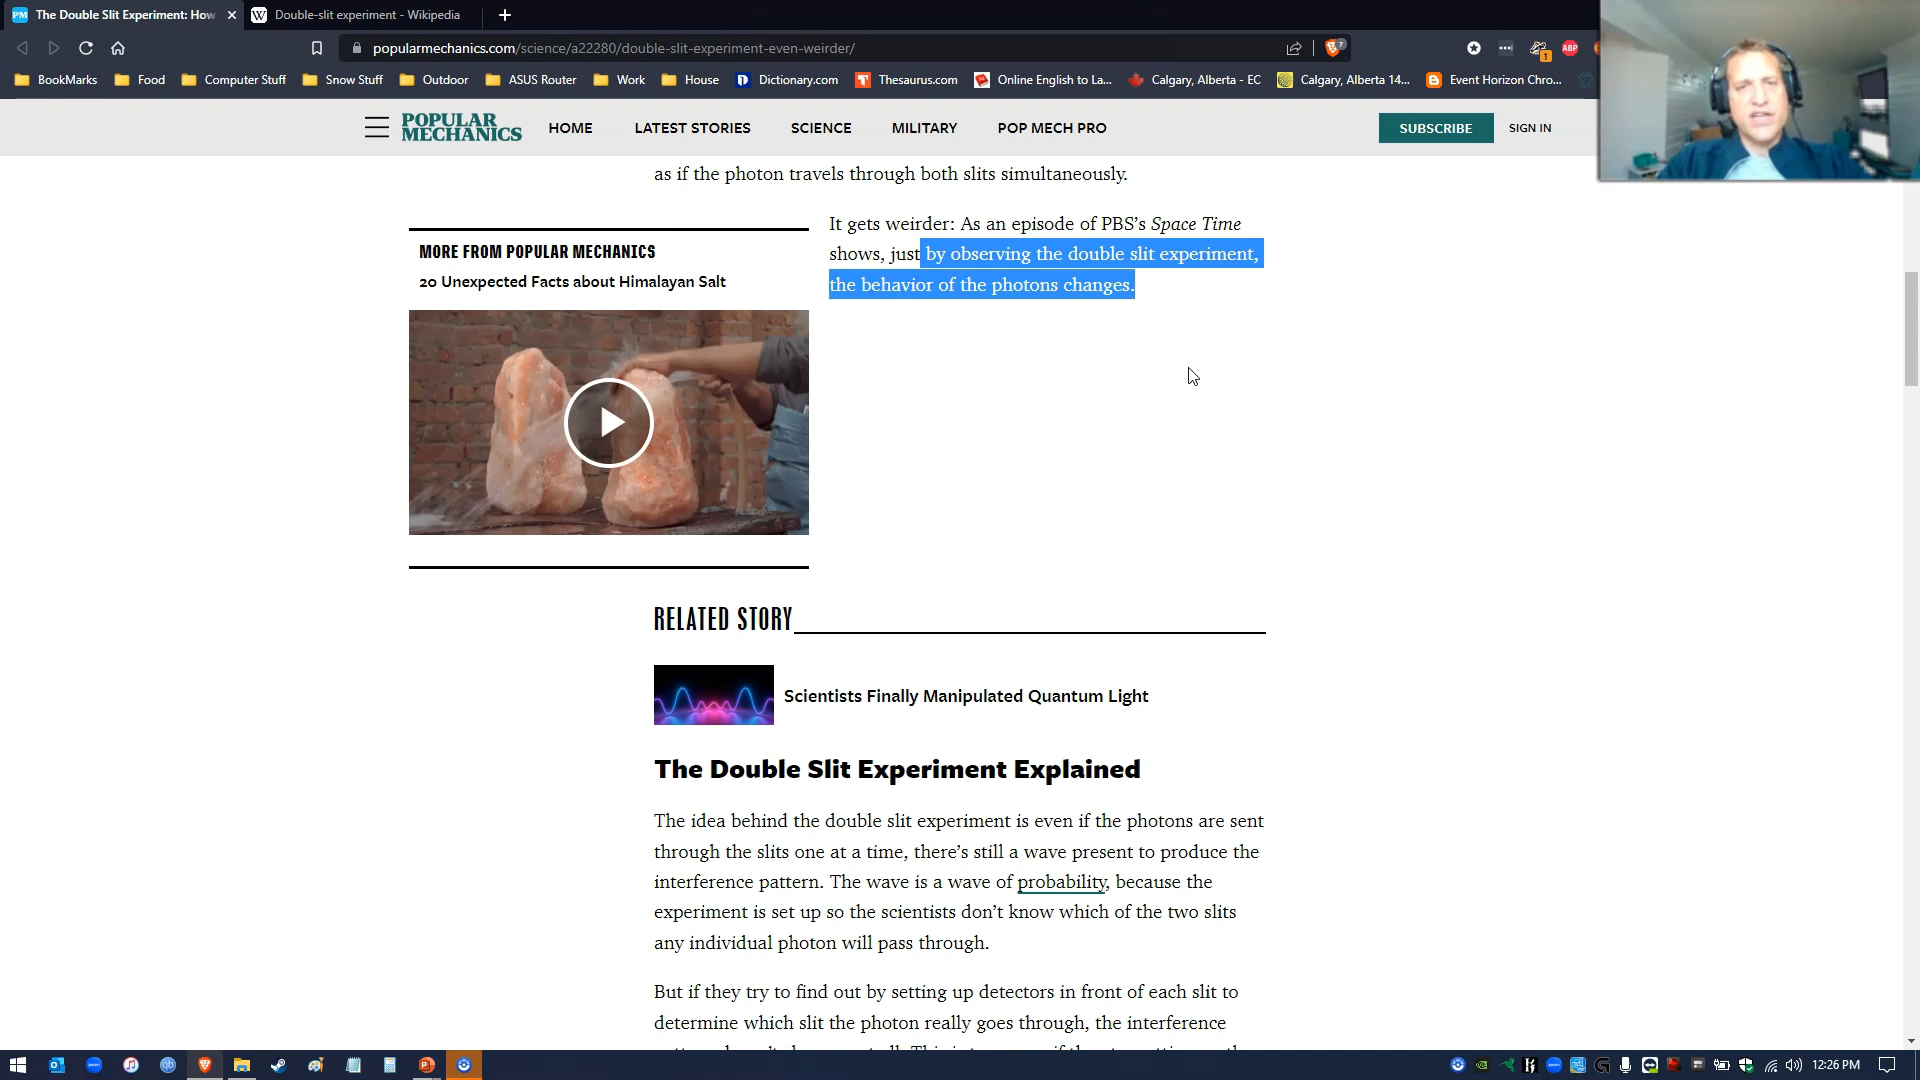 The Double Slit Experiment: How
Double-slit experiment - Wikipedia
popularmechanics.com/science/a22280/double-slit-experiment-even-weirder/
7
1
ABP
BookMarks
Food
Computer Stuff
Snow Stuff
Outdoor
ASUS Router
Work
House
Dictionary.com
Thesaurus.com
Online English to La...
Calgary, Alberta - EC
Calgary, Alberta 14...
Event Horizon Chro...
POPULAR
MECHANICS
HOME
LATEST STORIES
SCIENCE
MILITARY
POP MECH PRO
SUBSCRIBE
SIGN IN
as if the photon travels through both slits simultaneously.
MORE FROM POPULAR MECHANICS
20 Unexpected Facts about Himalayan Salt
It gets weirder: As an episode of PBS’s Space Time
shows, just by observing the double slit experiment,
the behavior of the photons changes.
RELATED STORY
Scientists Finally Manipulated Quantum Light
The Double Slit Experiment Explained
The idea behind the double slit experiment is even if the photons are sent
through the slits one at a time, there’s still a wave present to produce the
interference pattern. The wave is a wave of probability, because the
experiment is set up so the scientists don’t know which of the two slits
any individual photon will pass through.
But if they try to find out by setting up detectors in front of each slit to
determine which slit the photon really goes through, the interference
12:26 PM